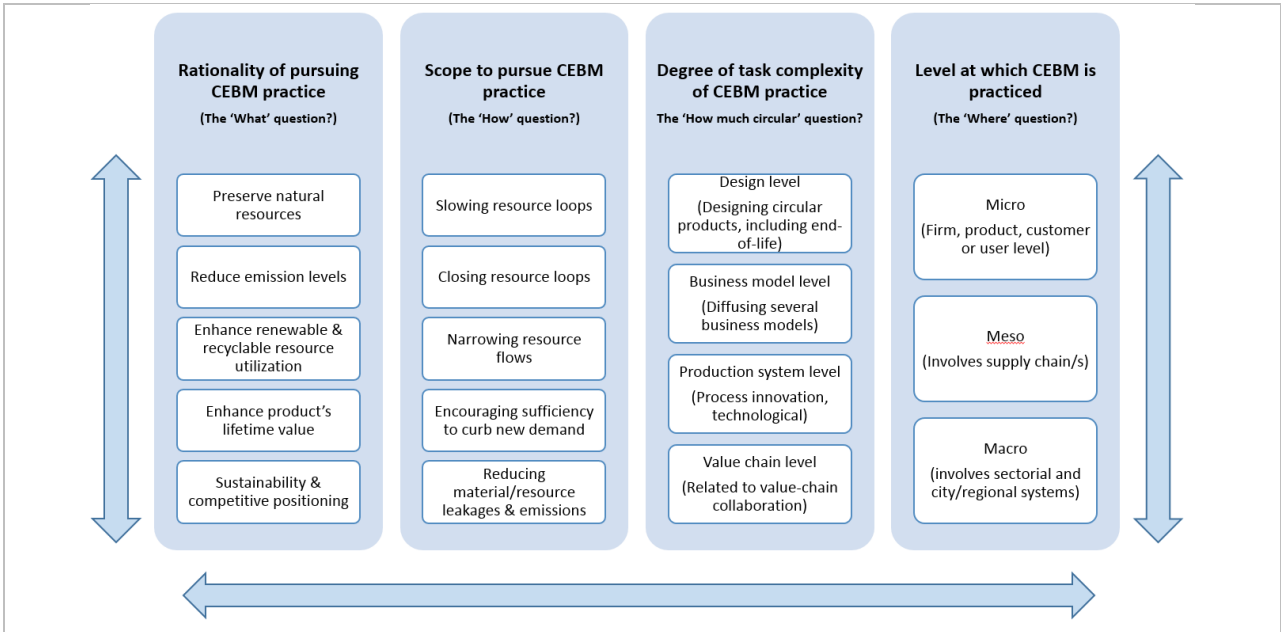 Rationality of pursuing
CEBM practice
(The ‘What’ question?)
Preserve natural
resources
Reduce emission levels
Enhance renewable &
recyclable resource
utilization
Enhance product’s
lifetime value
Sustainability &
competitive positioning
Scope to pursue CEBM
practice
(The ‘How’ question?)
Slowing resource loops
Closing resource loops
Narrowing resource
flows
Encouraging sufficiency
to curb new demand
Reducing
material/resource
leakages & emissions
Degree of task complexity
of CEBM practice
The ‘How much circular’ question?
Design level
(Designing circular
products, including end-
of-life)
Business model level
(Diffusing several
business models)
Production system level
(Process innovation,
technological)
Value chain level
(Related to value-chain
collaboration)
Level at which CEBM is
practiced
(The ‘Where’ question?)
Micro
(Firm, product, customer
or user level)
Meso
(Involves supply chain/s)
Macro
(involves sectorial and
city/regional systems)